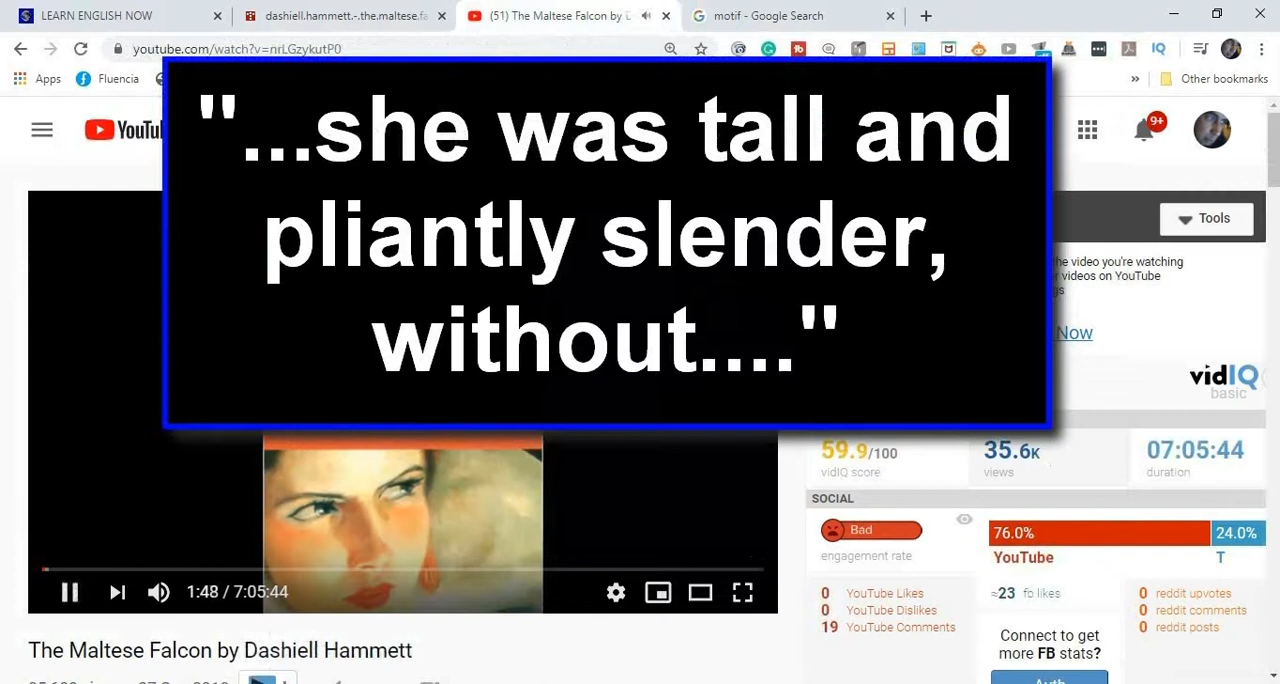 LEARN ENGLISH NOW
dashiell.hammett.-.the.maltese.fa
(51) The Maltese Falcon by D
motif - Google Search
youtube.com/watch?v=nrLGzykutP0
Apps
Fluencia
»
Other bookmarks
"...she was tall and
pliantly slender,
without...."
9+
Tools
the video you're watching
r videos on YouTube
gs
Now
vidIQ
basic
59.9/100
vidIQ score
35.6K
views
07:05:44
duration
SOCIAL
Bad
engagement rate
76.0%
24.0%
YouTube
T
0 YouTube Likes
0 YouTube Dislikes
19 YouTube Comments
≈23 fb likes
0 reddit upvotes
0 reddit comments
0 reddit posts
Connect to get
more FB stats?
1:48 / 7:05:44
The Maltese Falcon by Dashiell Hammett